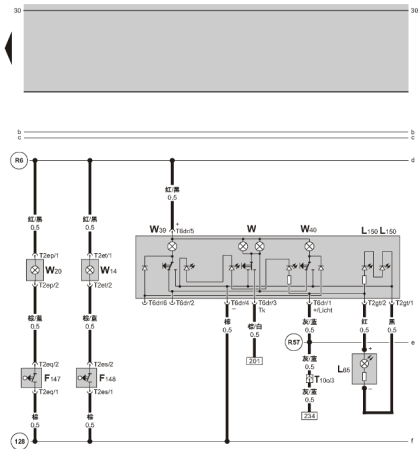 30 30
b b
c c
R6 d
红/黑 0.5
红/黑 0.5 红/黑 0.5
W39 + T6dr/5 W W40 L150 L150
T2ep/1 T2et/1
W20 W14
T2ep/2 T2et/2
T6dr/6 T6dr/2 T6dr/4 T6dr/3 T6dr/1 T2gt/2 T2gt/1
− Tk +/Licht
棕/蓝 0.5 棕/蓝 0.5 棕 0.5 棕/白 0.5 灰/蓝 0.5 红 0.5 黑 0.5
R57 e
201
T2eq/2 T2es/2
F147 F148
T10o/3 L65 +
T2eq/1 T2es/1
灰/蓝 0.5 −
棕 0.5 棕 0.5
234
128 f